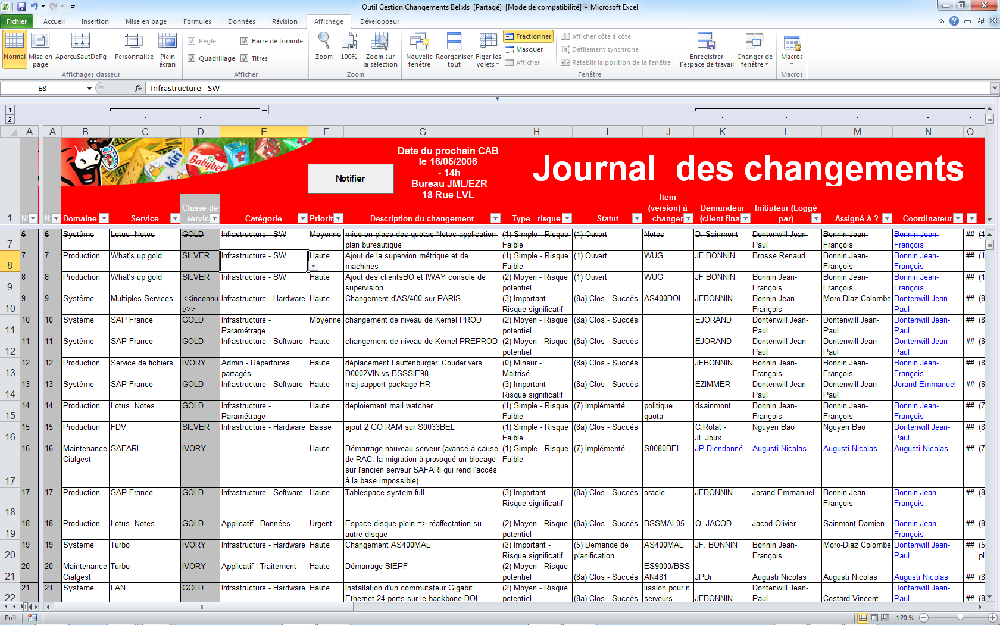 Outil Gestion Changements Bel.xls  [Partagé]  [Mode de compatibilité]  -  Microsoft Excel
Fichier Accueil Insertion Mise en page Formules Données Révision Affichage Développeur
Normal Mise en page AperçuSautDePg Personnalisé Plein écran
Affichages classeur
Règle Barre de formule
Quadrillage Titres
Afficher
Zoom 100% Zoom sur la sélection
Zoom
Nouvelle fenêtre Réorganiser tout Figer les volets
Fractionner
Masquer
Afficher
Afficher côte à côte
Défilement synchrone
Rétablir la position de la fenêtre
Enregistrer l'espace de travail Changer de fenêtre
Fenêtre
Macros
Macros
E8 fx Infrastructure - SW
1
2
A A B C D E F G H I J K L M N O
kiri
Babybel
Notifier
Date du prochain CAB
le 16/05/2006
- 14h
Bureau JML/EZR
18 Rue LVL
Journal  des changements
1 N° N° Domaine Service Classe de servic Catégorie Priorit Description du changement Type - risque Statut Item (version) à changer Demandeur (client fina Initiateur (Loggé par) Assigné à ? Coordinateur
7 6 6 Système Lotus  Notes GOLD Infrastructure - SW Moyenne mise en place des quotas Notes application plan bureautique (1) Simple - Risque Faible (1) Ouvert Notes D. Sainmont Dontenwill Jean-Paul Bonnin Jean-François Bonnin Jean-François ## (1
8 7 7 Production What's up gold SILVER Infrastructure - SW Haute Ajout de la supervion métrique et de machines (1) Simple - Risque Faible (1) Ouvert WUG JF BONNIN Brosse Renaud Bonnin Jean-François Bonnin Jean-François ## (1
9 8 8 Production What's up gold SILVER Infrastructure - SW Haute Ajout des clientsBO et IWAY console de supervision (2) Moyen - Risque potentiel (1) Ouvert WUG JF BONNIN Bonnin Jean-François Bonnin Jean-François Bonnin Jean-François ## (1
10 9 9 Système Multiples Services <<inconnue>> Infrastructure - Hardware Haute Changement d'AS/400 sur PARIS (3) Important - Risque significatif (8a) Clos - Succès AS400DOI JFBONNIN Bonnin Jean-François Moro-Diaz Colombe Dontenwill Jean-Paul ## (8
11 10 10 Système SAP France GOLD Infrastructure - Paramétrage Moyenne changement de niveau de Kernel PROD (2) Moyen - Risque potentiel (8a) Clos - Succès EJORAND Dontenwill Jean-Paul Dontenwill Jean-Paul Dontenwill Jean-Paul ## (8
12 11 11 Système SAP France GOLD Infrastructure - Software Haute changement de niveau de Kernel PREPROD (2) Moyen - Risque potentiel (8a) Clos - Succès EJORAND Dontenwill Jean-Paul Dontenwill Jean-Paul Dontenwill Jean-Paul ## (8
13 12 12 Production Service de fichiers IVORY Admin - Répertoires partagés Haute déplacement Lauffenburger_Couder vers D0002VIN vs BSSSIE98 (0) Mineur - Maitrisé (8a) Clos - Succès JFBONNIN Bonnin Jean-François Bonnin Jean-François Bonnin Jean-François ## (8
14 13 13 Système SAP France GOLD Infrastructure - Software Haute maj support package HR (3) Important - Risque significatif (8a) Clos - Succès EZIMMER Dontenwill Jean-Paul Dontenwill Jean-Paul Jorand Emmanuel ## (8
15 14 14 Production Lotus  Notes GOLD Infrastructure - Paramétrage Haute deploiement mail watcher (1) Simple - Risque Faible (7) Implémenté politique quota dsainmont Bonnin Jean-François Bonnin Jean-François Bonnin Jean-François ## (7
16 15 15 Production FDV SILVER Infrastructure - Hardware Basse ajout 2 GO RAM sur S0033BEL (1) Simple - Risque Faible (8a) Clos - Succès C.Rotat - JL.Joux Nguyen Bao Nguyen Bao Dontenwill Jean-Paul ## (8
17 16 16 Maintenance Cialgest SAFARI IVORY Haute Démarrage nouveau serveur (avancé à cause de RAC: la migration à provoqué un blocage sur l'ancien serveur SAFARI qui rend l'accès à la base impossible) (1) Simple - Risque Faible (7) Implémenté S0080BEL JP Diendonné Augusti Nicolas Augusti Nicolas Augusti Nicolas ## (7
18 17 17 Production SAP France GOLD Infrastructure - Software Haute Tablespace system full (3) Important - Risque significatif (8a) Clos - Succès oracle JFBONNIN Jorand Emmanuel Bonnin Jean-François Bonnin Jean-François ## (8
19 18 18 Production Lotus  Notes GOLD Applicatif - Données Urgent Espace disque plein => réaffectation su autre disque (2) Moyen - Risque potentiel (8a) Clos - Succès BSSMAL05 O. JACOD Jacod Olivier Sainmont Damien Bonnin Jean-François ## (8
20 19 19 Système Turbo IVORY Infrastructure - Hardware Haute Changement AS400MAL (3) Important - Risque significatif (5) Demande de planification AS400MAL JF. BONNIN Bonnin Jean-François Moro-Diaz Colombe Dontenwill Jean-Paul ## (5 pl
21 20 20 Maintenance Cialgest Turbo IVORY Applicatif - Traitement Haute Démarrage SIEPF (2) Moyen - Risque potentiel (8a) Clos - Succès ES9000/BSSAN481 JPDi Augusti Nicolas Augusti Nicolas Augusti Nicolas ## (8
22 21 21 Système LAN GOLD Infrastructure - Hardware Haute Installation d'un commutateur Gigabit Ethernet 24 ports sur le backbone DOI (2) Moyen - Risque potentiel (8a) Clos - Succès liasion pour n serveurs JFBONNIN Dontenwill Jean-Paul Costard Vincent Dontenwill Jean-Paul ## (8
Prêt 120 %